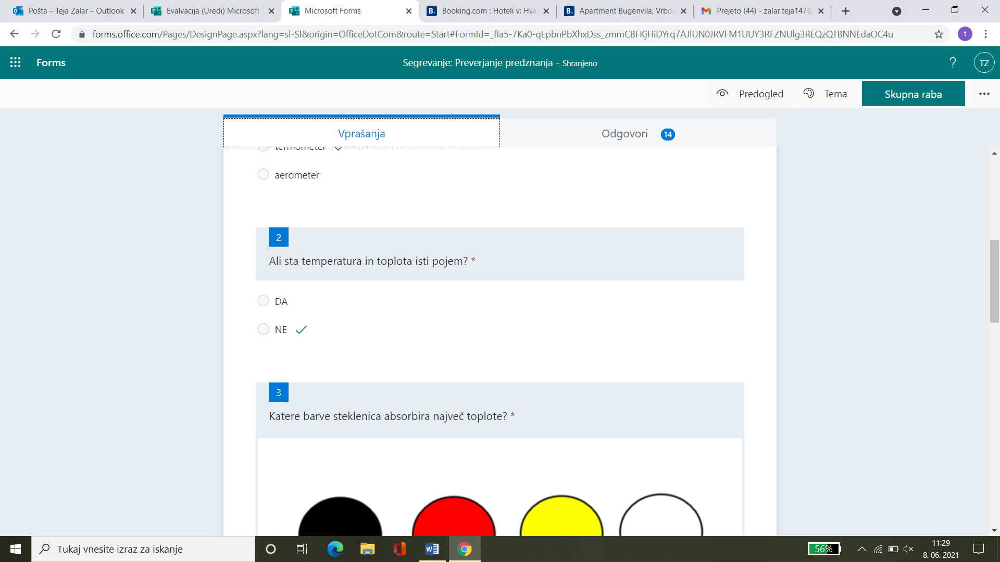 Pošta – Teja Zalar – Outlook
Evalvacija (Uredi) Microsoft
Microsoft Forms
Booking.com : Hoteli v: Hva
Apartment Bugenvila, Vrbos
Prejeto (44) - zalar.teja147@
forms.office.com/Pages/DesignPage.aspx?lang=sl-SI&origin=OfficeDotCom&route=Start#FormId=_fIa5-7Ka0-qEpbnPbXhxDss_zmmCBFKjHiDYrq7AJlUN0JRVFM1UUY3RFZNUlg3REQzQTBNNEdaOC4u
t
Forms
Segrevanje: Preverjanje predznanja - Shranjeno
?
TZ
Predogled
Tema
Skupna raba
Vprašanja
Odgovori 14
termometer
aerometer
2
Ali sta temperatura in toplota isti pojem? *
DA
NE
3
Katere barve steklenica absorbira največ toplote? *
Tukaj vnesite izraz za iskanje
56%
11:29
8. 06. 2021